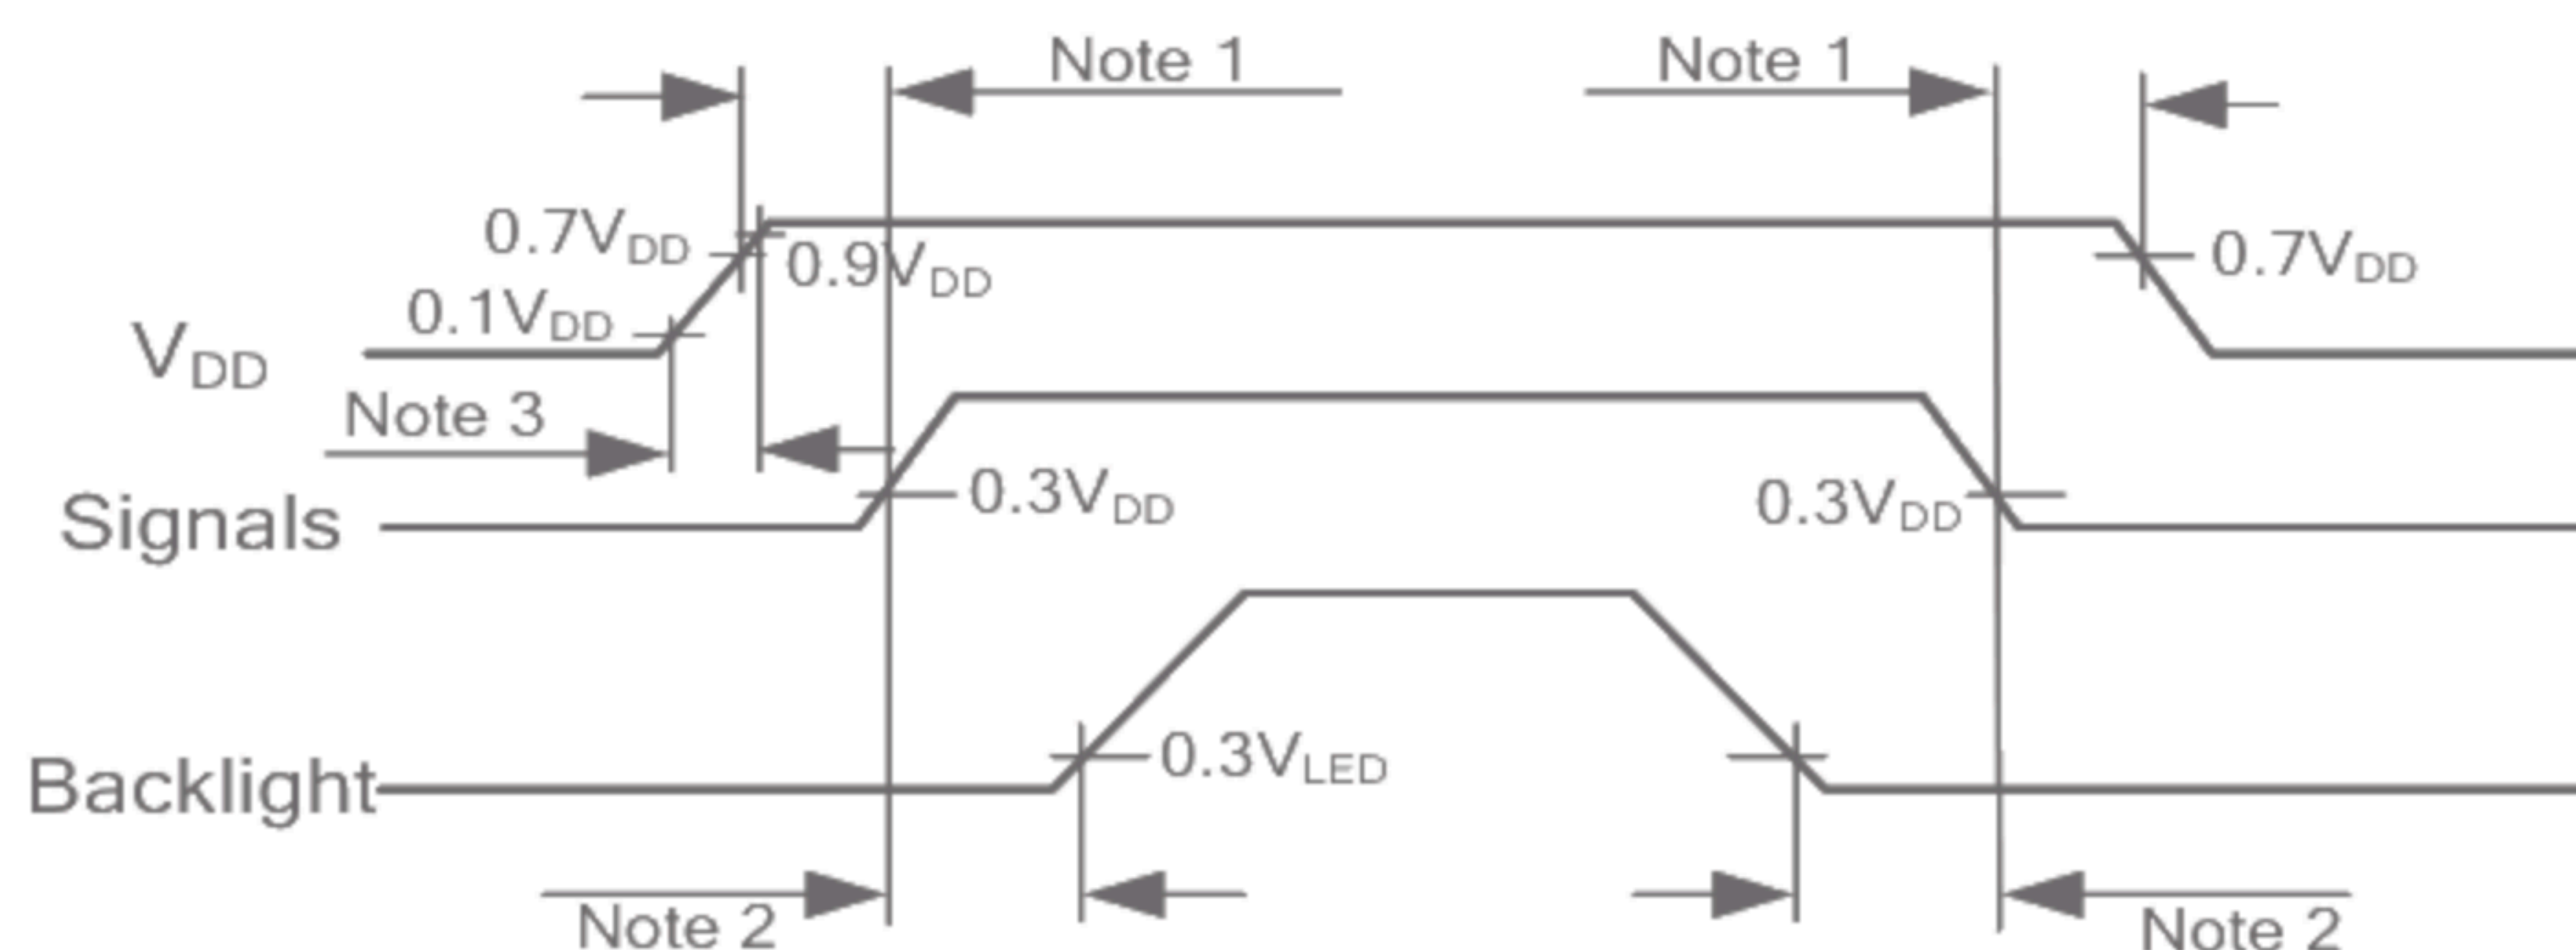 Note 1
Note 1
0.7VDD
0.9VDD
0.7VDD
0.1VDD
VDD
Note 3
Signals
0.3VDD
0.3VDD
Backlight
0.3VLED
Note 2
Note 2